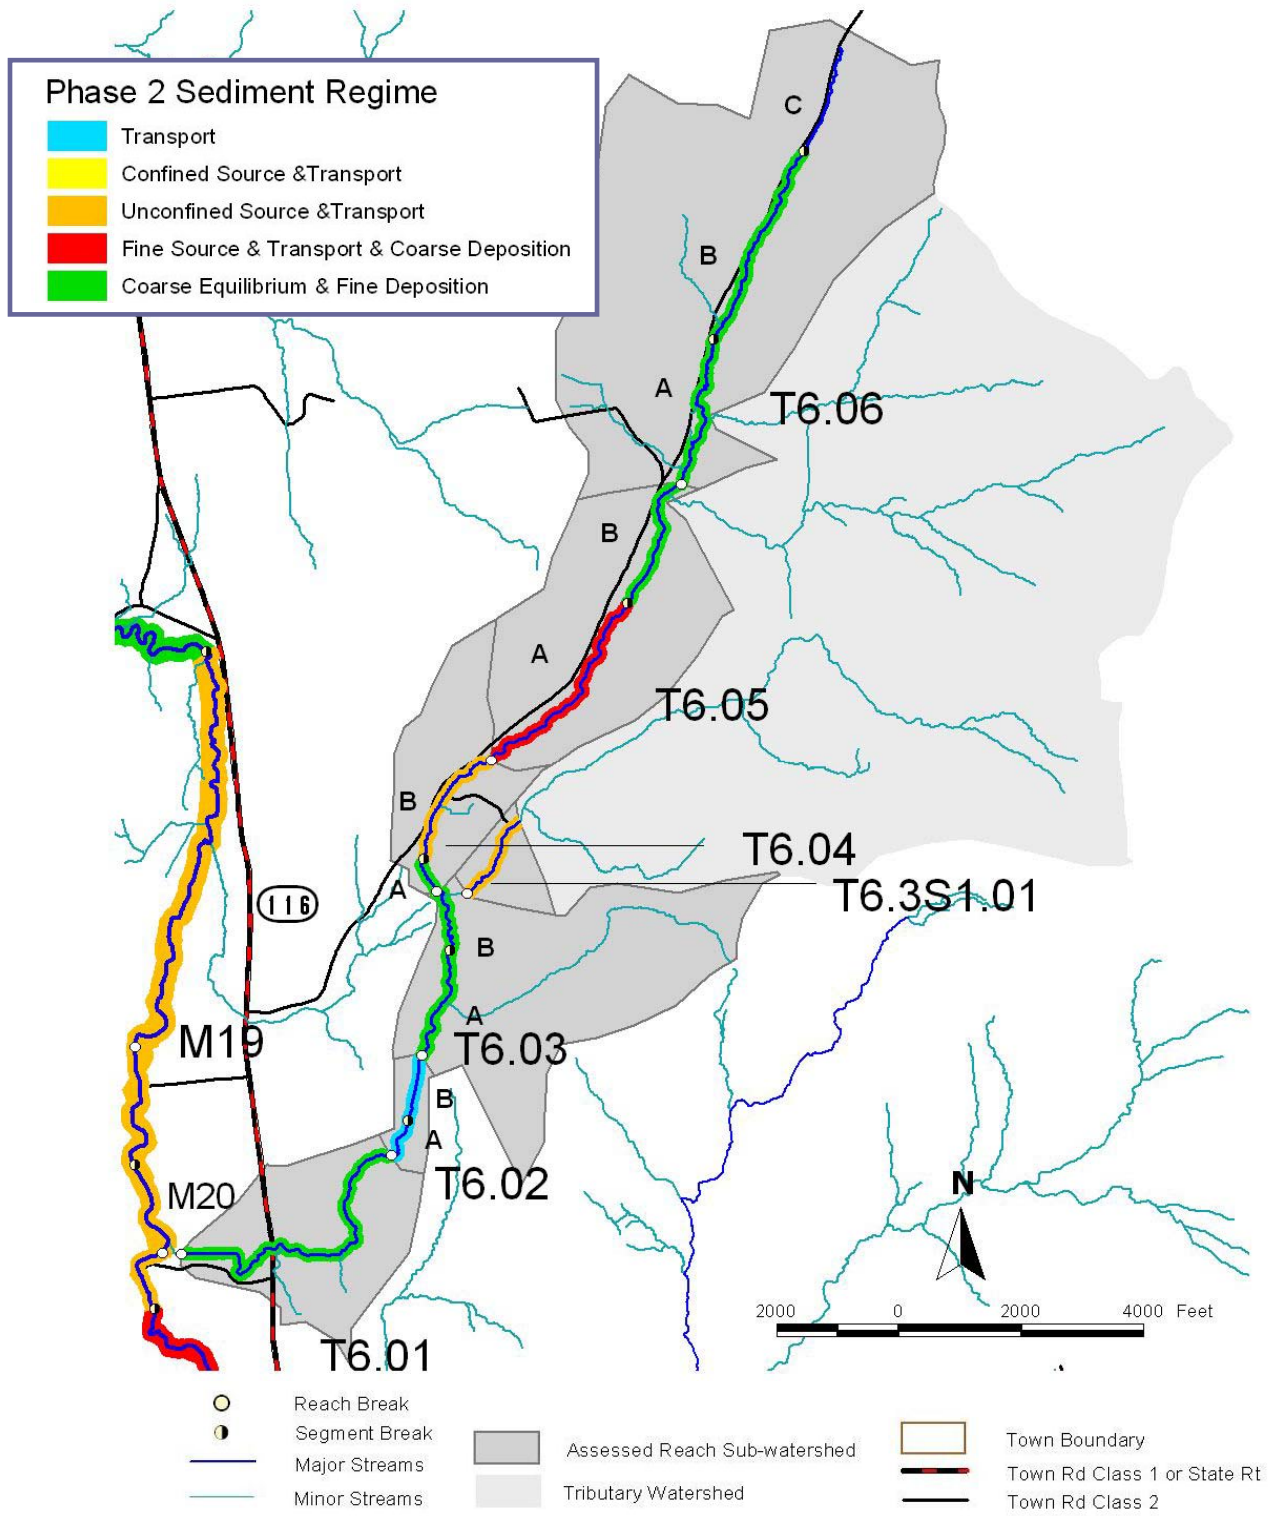 Phase 2 Sediment Regime
Transport
Confined Source &Transport
Unconfined Source &Transport
Fine Source & Transport & Coarse Deposition
Coarse Equilibrium & Fine Deposition
C
B
A
T6.06
B
A
T6.05
B
T6.04
A
T6.3S1.01
116
B
A
M19
T6.03
B
A
T6.02
M20
N
2000 0 2000 4000 Feet
T6.01
Reach Break
Segment Break
Major Streams
Minor Streams
Assessed Reach Sub-watershed
Tributary Watershed
Town Boundary
Town Rd Class 1 or State Rt
Town Rd Class 2